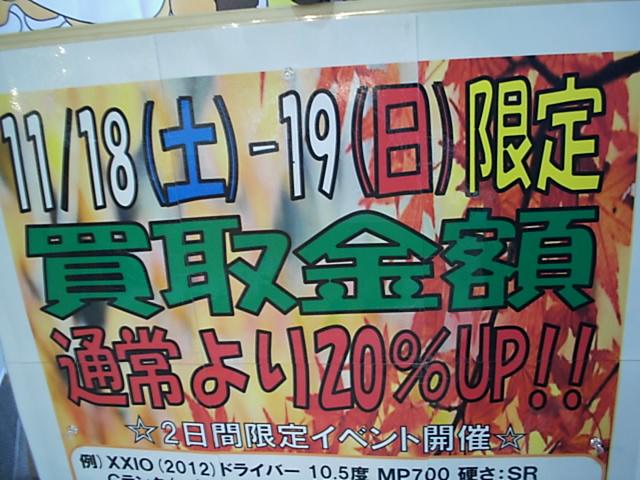 11/18(土)-19(日)限定
買取金額
通常より20%UP!!
☆2日間限定イベント開催☆
例)XXIO(2012)ドライバー 10.5度 MP700 硬さ:SR